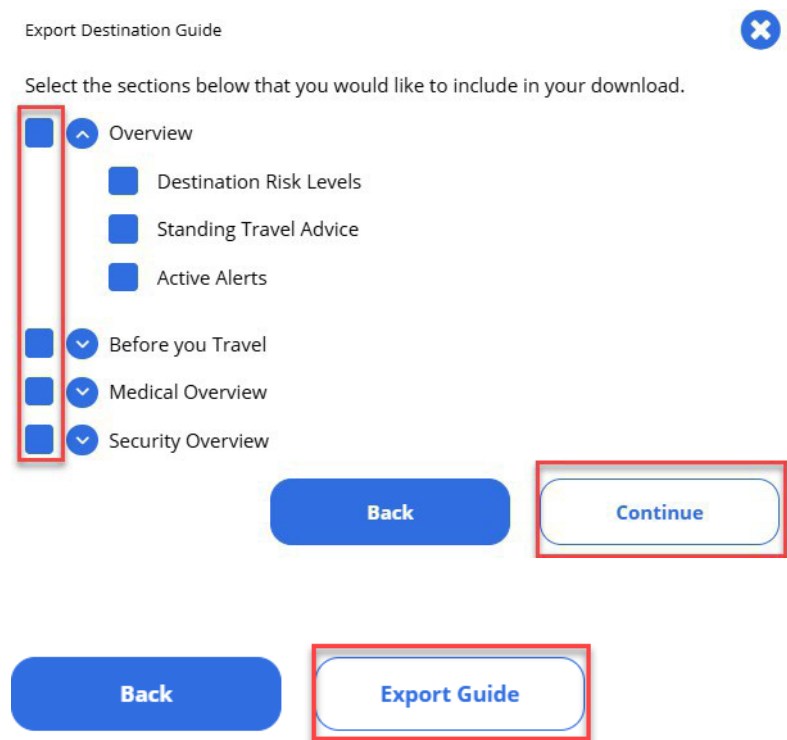 Export Destination Guide
Select the sections below that you would like to include in your download.
Overview
Destination Risk Levels
Standing Travel Advice
Active Alerts
Before you Travel
Medical Overview
Security Overview
Back Continue
Back Export Guide